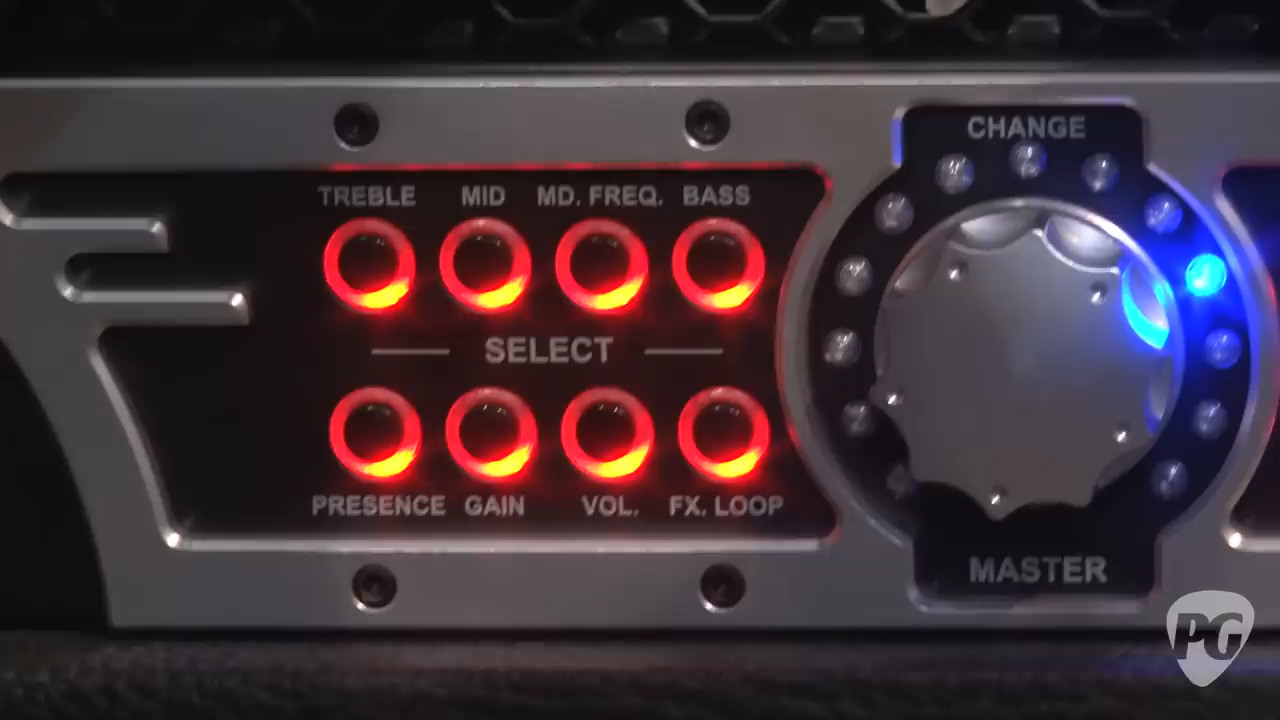 CHANGE
TREBLE MID MD. FREQ. BASS
SELECT
PRESENCE GAIN VOL. FX. LOOP
MASTER
PG